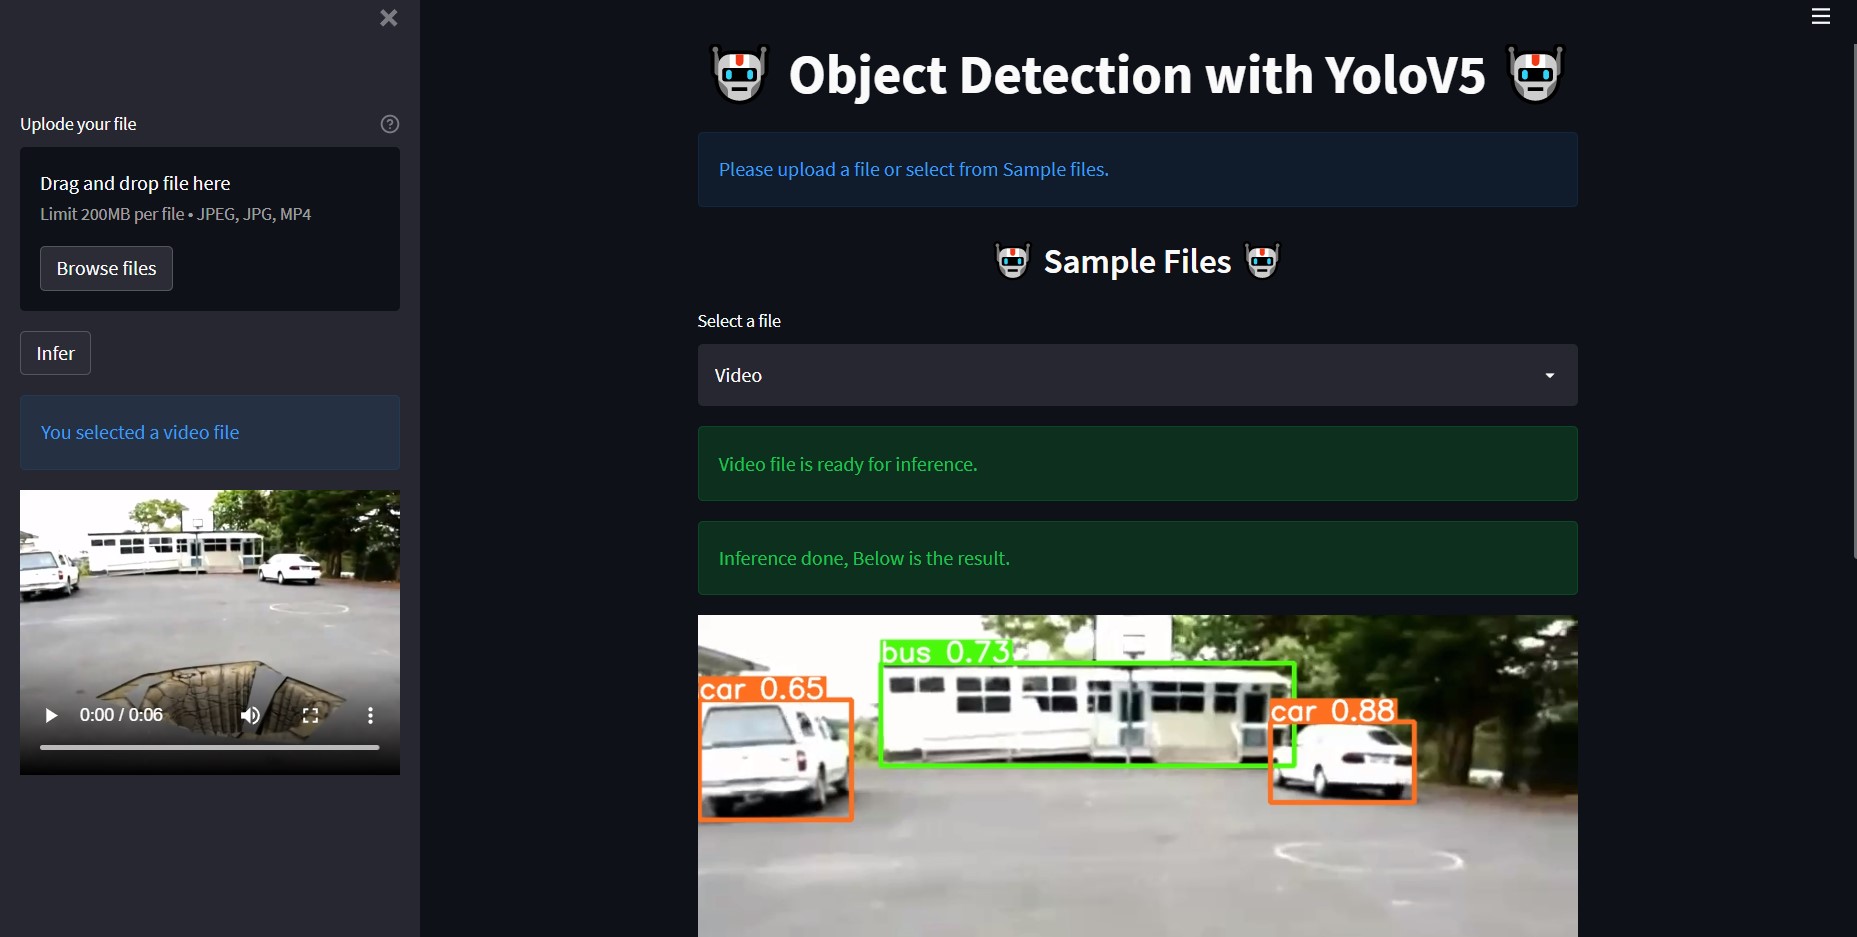 Uplode your file
Drag and drop file here
Limit 200MB per file • JPEG, JPG, MP4
Browse files
Infer
You selected a video file
0:00 / 0:06
Object Detection with YoloV5
Please upload a file or select from Sample files.
Sample Files
Select a file
Video
Video file is ready for inference.
Inference done, Below is the result.
bus 0.73
car 0.65
car 0.88